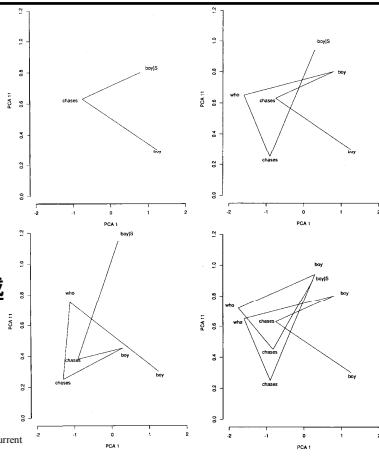 1.2
1.0
0.8
0.6
0.4
0.2
0.0
PCA 11
boy]S
chases
boy
-2
-1
0
1
2
PCA 1
1.2
1.0
0.8
0.6
0.4
0.2
0.0
PCA 11
boy]S
boy
who
chases
boy
chases
-2
-1
0
1
2
PCA 1
1.2
1.0
0.8
0.6
0.4
0.2
0.0
PCA 11
boy]S
who
chases
boy
boy
chases
-2
-1
0
1
2
PCA 1
1.2
1.0
0.8
0.6
0.4
0.2
0.0
PCA 11
boy
boy]S
boy
who
who
chases
chases
boy
chases
-2
-1
0
1
2
PCA 1